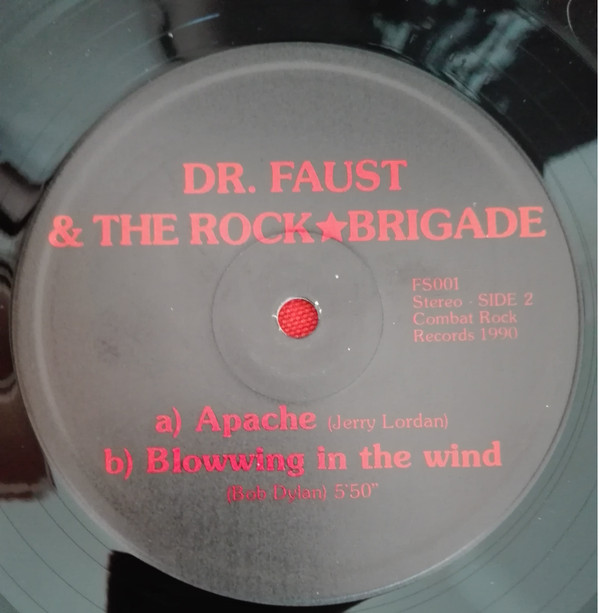 DR. FAUST
& THE ROCK★BRIGADE
FS001
Stereo · SIDE 2
Combat Rock
Records 1990
a) Apache (Jerry Lordan)
b) Blowwing in the wind
(Bob Dylan) 5'50"